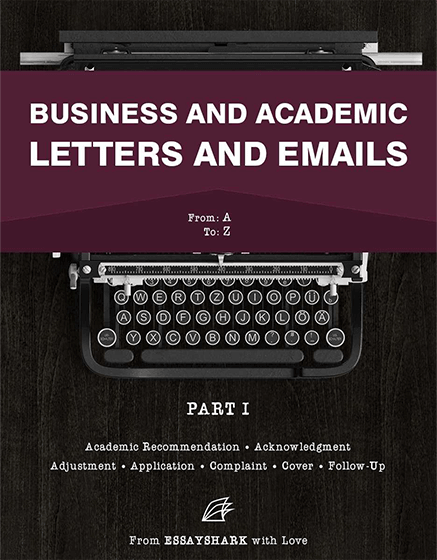 BUSINESS AND ACADEMIC
LETTERS AND EMAILS
From: A
To: Z
Q W E R T Z U I O P Ü
A S D F G H J K L Ö Ä
Y X C V B N M
PART I
Academic Recommendation • Acknowledgment
Adjustment • Application • Complaint • Cover • Follow-Up
From ESSAYSHARK with Love